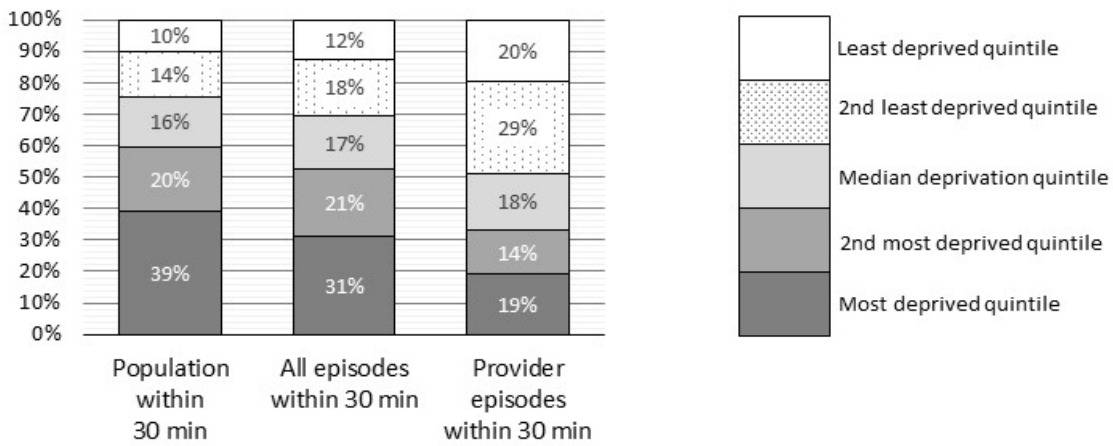 100%
90%
80%
70%
60%
50%
40%
30%
20%
10%
0%
10%
14%
16%
20%
39%
12%
18%
17%
21%
31%
20%
29%
18%
14%
19%
Population
within
30 min
All episodes
within 30 min
Provider
episodes
within 30 min
Least deprived quintile
2nd least deprived quintile
Median deprivation quintile
2nd most deprived quintile
Most deprived quintile